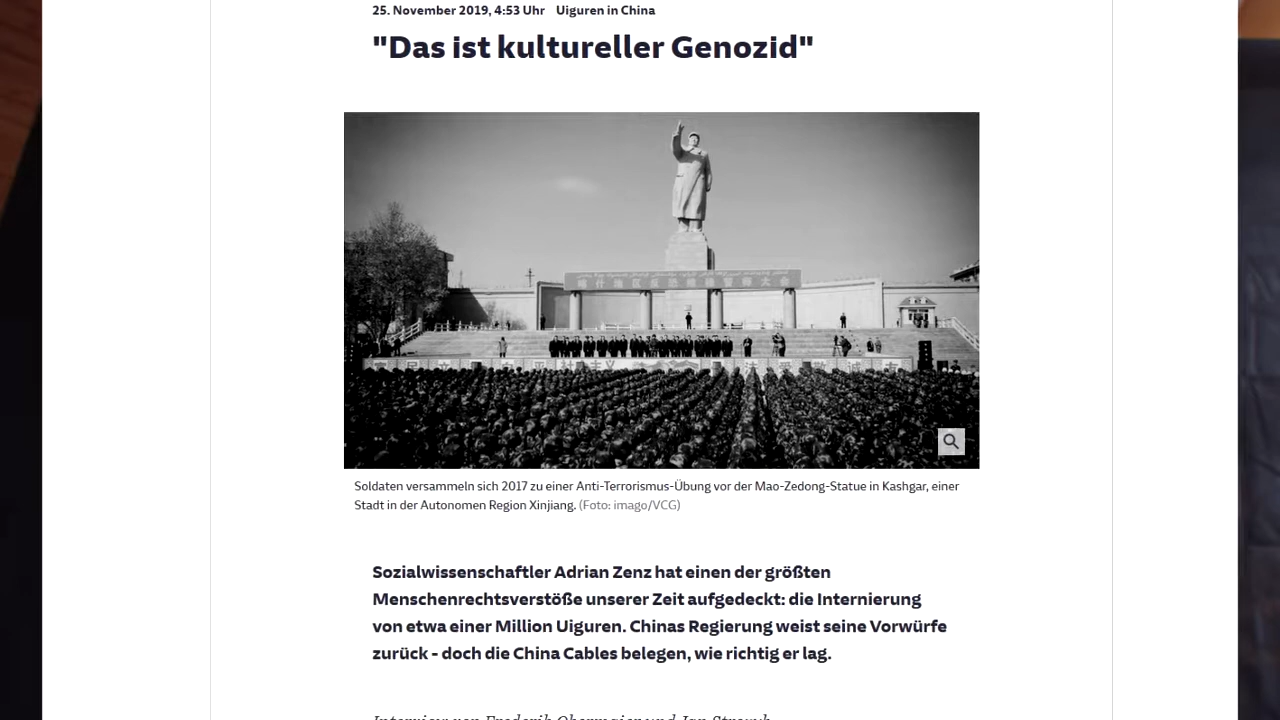 25. November 2019, 4:53 Uhr Uiguren in China
"Das ist kultureller Genozid"
Soldaten versammeln sich 2017 zu einer Anti-Terrorismus-Übung vor der Mao-Zedong-Statue in Kashgar, einer
Stadt in der Autonomen Region Xinjiang. (Foto: imago/VCG)
Sozialwissenschaftler Adrian Zenz hat einen der größten
Menschenrechtsverstöße unserer Zeit aufgedeckt: die Internierung
von etwa einer Million Uiguren. Chinas Regierung weist seine Vorwürfe
zurück - doch die China Cables belegen, wie richtig er lag.